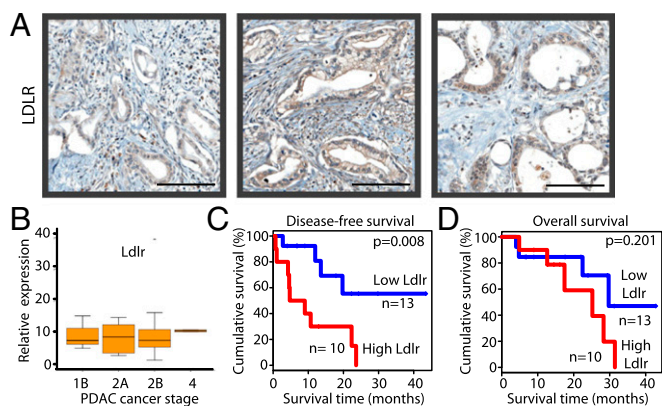 A
LDLR
B
Ldlr
40
30
20
10
0
Relative expression
1B 2A 2B 4
PDAC cancer stage
C
Disease-free survival
p=0.008
100
80
60
40
20
0
Cumulative survival (%)
Low Ldlr
n=13
n= 10
High Ldlr
0 10 20 30 40
Survival time (months)
D
Overall survival
p=0.201
100
80
60
40
20
0
Cumulative survival (%)
Low
Ldlr
n=13
High
Ldlr
n=10
0 10 20 30 40
Survival time (months)